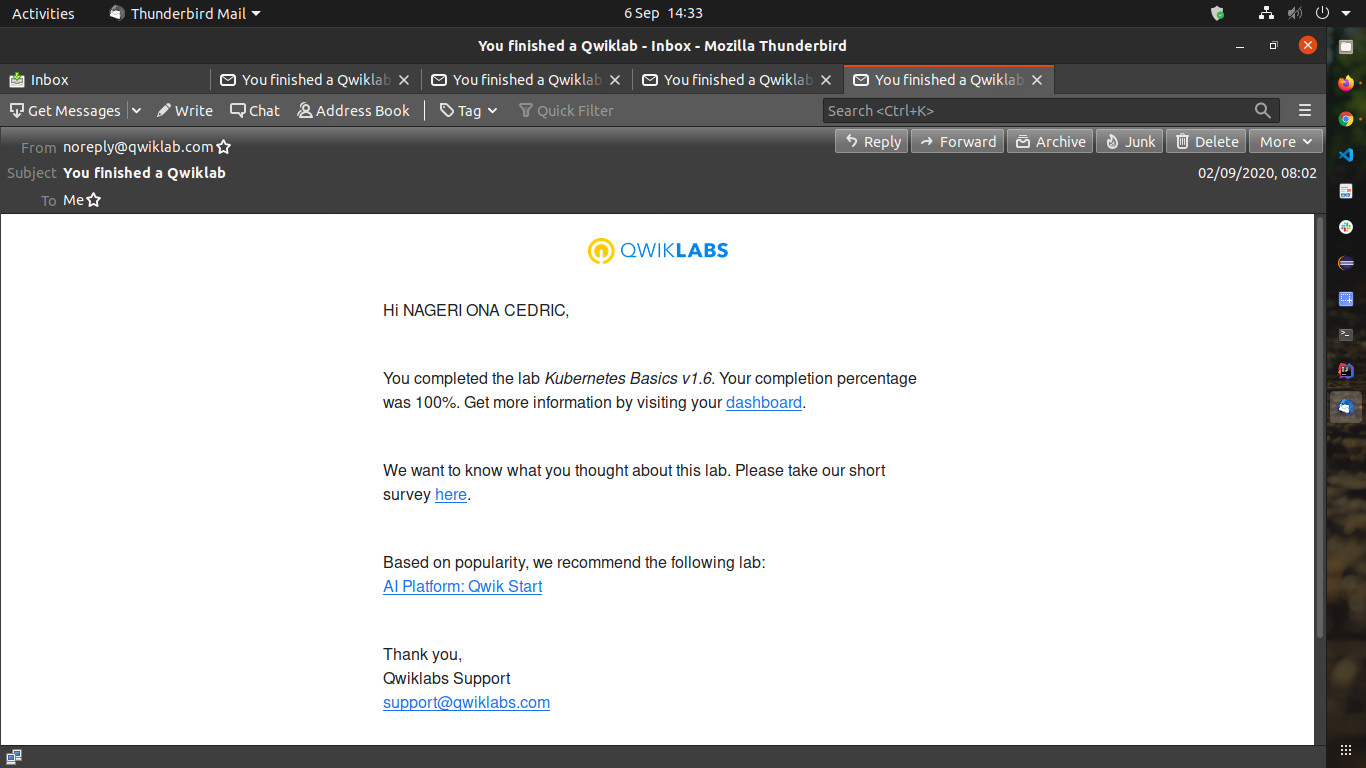 Activities Thunderbird Mail 6 Sep 14:33
You finished a Qwiklab - Inbox - Mozilla Thunderbird
Inbox You finished a Qwiklab You finished a Qwiklab You finished a Qwiklab You finished a Qwiklab
Get Messages Write Chat Address Book Tag Quick Filter Search <Ctrl+K>
From noreply@qwiklab.com Reply Forward Archive Junk Delete More
Subject You finished a Qwiklab 02/09/2020, 08:02
To Me
QWIKLABS
Hi NAGERI ONA CEDRIC,
You completed the lab Kubernetes Basics v1.6. Your completion percentage
was 100%. Get more information by visiting your dashboard.
We want to know what you thought about this lab. Please take our short
survey here.
Based on popularity, we recommend the following lab:
AI Platform: Qwik Start
Thank you,
Qwiklabs Support
support@qwiklabs.com